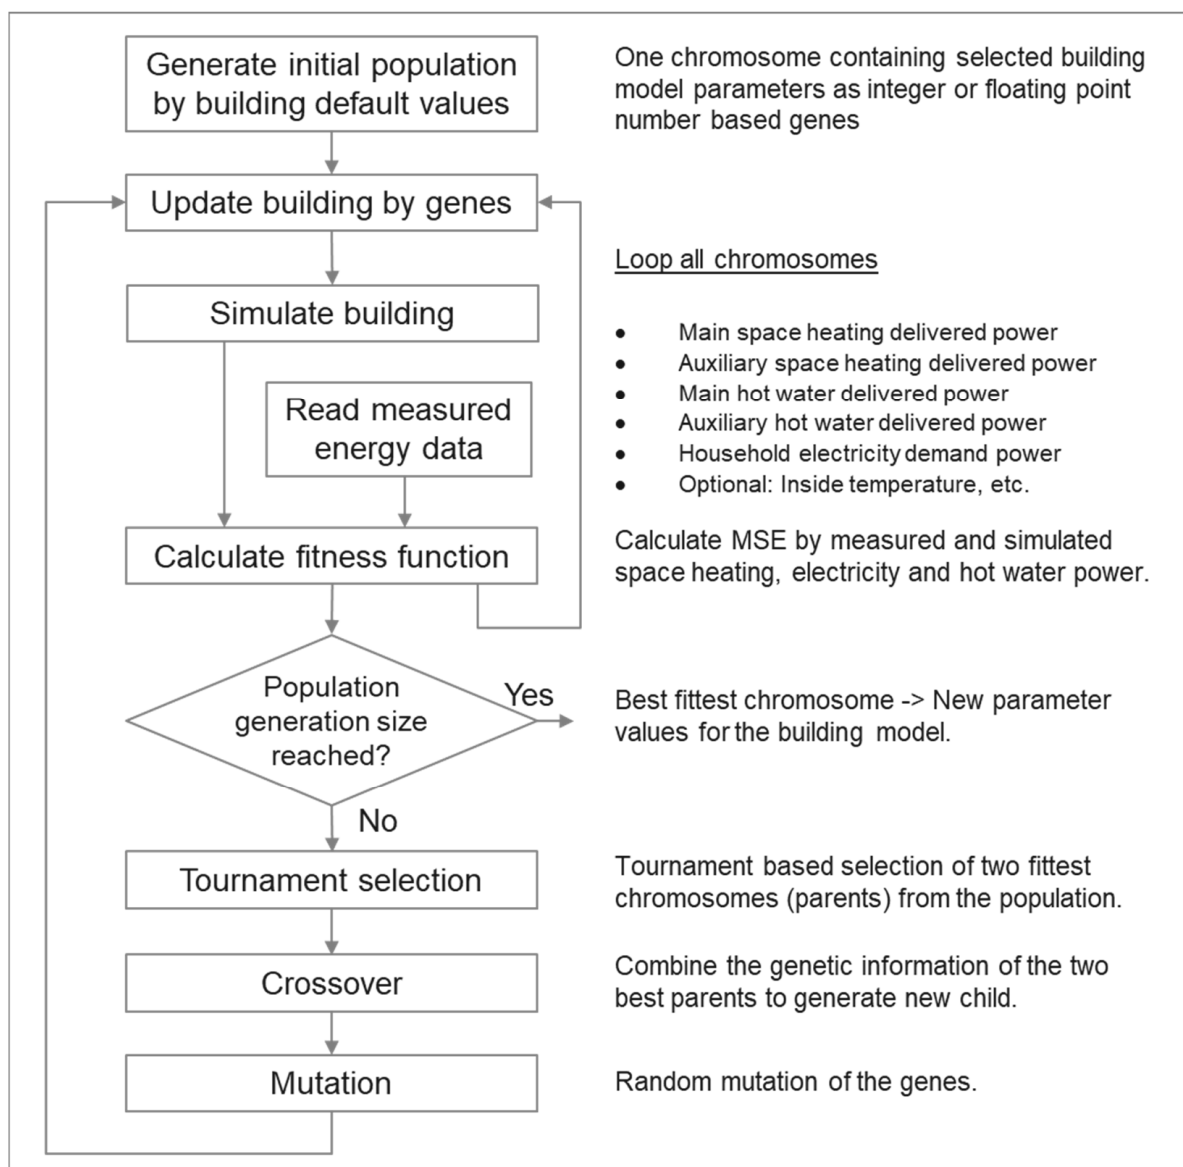 Generate initial population
by building default values
One chromosome containing selected building
model parameters as integer or floating point
number based genes
Update building by genes
Loop all chromosomes
Simulate building
• Main space heating delivered power
• Auxiliary space heating delivered power
• Main hot water delivered power
• Auxiliary hot water delivered power
• Household electricity demand power
• Optional: Inside temperature, etc.
Read measured
energy data
Calculate fitness function
Calculate MSE by measured and simulated
space heating, electricity and hot water power.
Population
generation size
reached?
Yes
Best fittest chromosome -> New parameter
values for the building model.
No
Tournament selection
Tournament based selection of two fittest
chromosomes (parents) from the population.
Crossover
Combine the genetic information of the two
best parents to generate new child.
Mutation
Random mutation of the genes.